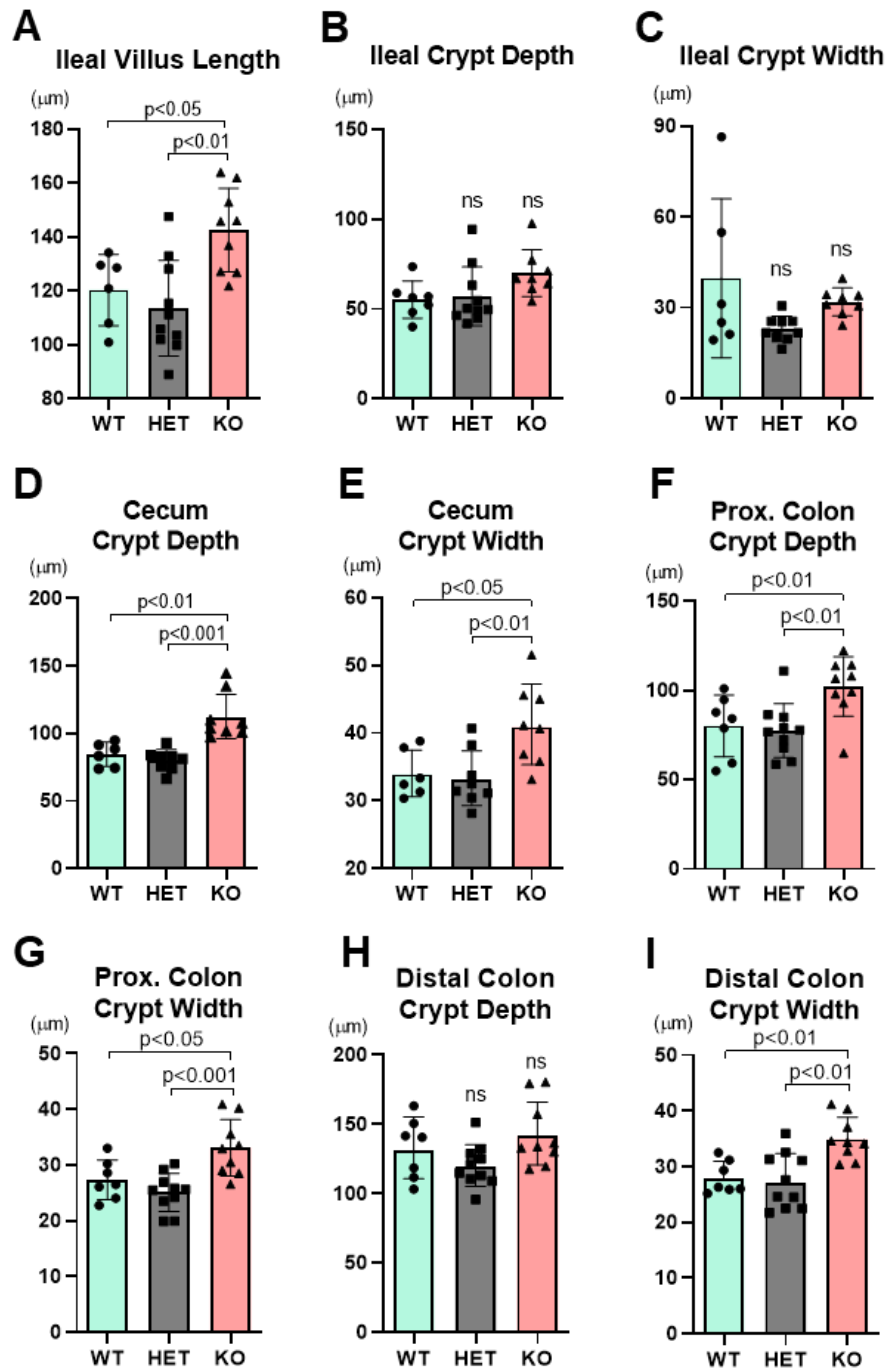 A
Ileal Villus Length
(μm)
p<0.05
p<0.01
180
160
140
120
100
80
WT HET KO
B
Ileal Crypt Depth
(μm)
150
100
50
0
ns
ns
WT HET KO
C
Ileal Crypt Width
(μm)
90
60
30
0
ns
ns
WT HET KO
D
Cecum
Crypt Depth
(μm)
p<0.01
p<0.001
200
150
100
50
0
WT HET KO
E
Cecum
Crypt Width
(μm)
p<0.05
p<0.01
60
50
40
30
20
WT HET KO
F
Prox. Colon
Crypt Depth
(μm)
p<0.01
p<0.01
150
100
50
0
WT HET KO
G
Prox. Colon
Crypt Width
(μm)
p<0.05
p<0.001
50
40
30
20
10
0
WT HET KO
H
Distal Colon
Crypt Depth
(μm)
200
150
100
50
0
ns
ns
WT HET KO
I
Distal Colon
Crypt Width
(μm)
p<0.01
p<0.01
50
40
30
20
10
0
WT HET KO